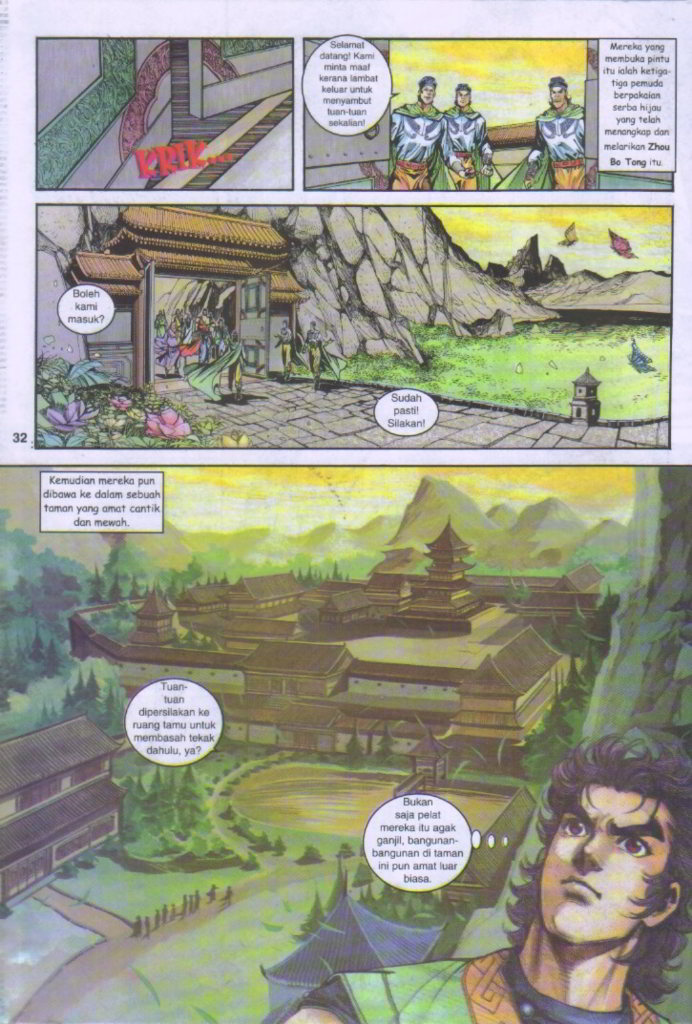 KRIK...
Selamat
datang! Kami
minta maaf
kerana lambat
keluar untuk
menyambut
tuan-tuan
sekalian!
Mereka yang
membuka pintu
itu ialah ketiga-
tiga pemuda
berpakaian
serba hijau
yang telah
menangkap dan
melarikan Zhou
Bo Tong itu.
Boleh
kami
masuk?
Sudah
pasti!
Silakan!
32
Kemudian mereka pun
dibawa ke dalam sebuah
taman yang amat cantik
dan mewah.
Tuan-
tuan
dipersilakan ke
ruang tamu untuk
membasah tekak
dahulu, ya?
Bukan
saja pelat
mereka itu agak
ganjil, bangunan-
bangunan di taman
ini pun amat luar
biasa.